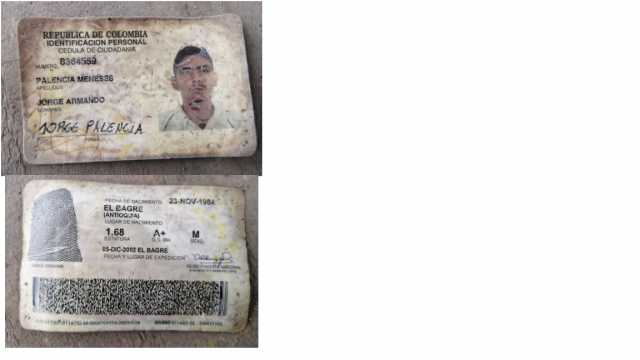 REPUBLICA DE COLOMBIA
IDENTIFICACION PERSONAL
CEDULA DE CIUDADANIA
NUMERO 8364559
PALENCIA MENESES
APELLIDOS
JORGE ARMANDO
NOMBRES
JORGE PALENCIA
FIRMA
FECHA DE NACIMIENTO 23-NOV-1984
EL BAGRE
(ANTIOQUIA)
LUGAR DE NACIMIENTO
1.68 A+ M
ESTATURA G.S. RH SEXO
05-DIC-2002 EL BAGRE
FECHA Y LUGAR DE EXPEDICION
INDICE DERECHO